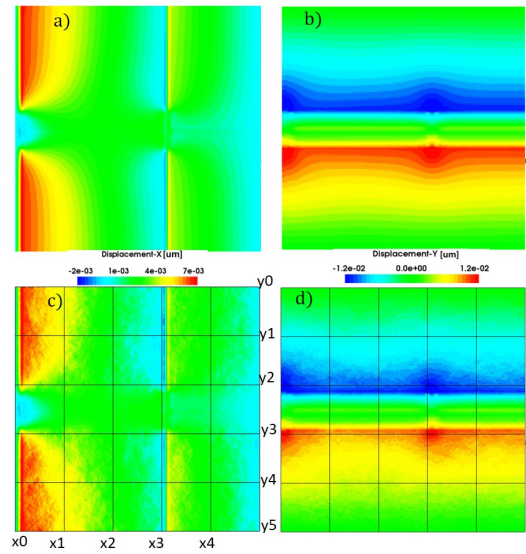 a)
b)
Displacement-X [um]
-2e-03 1e-03 4e-03 7e-03
Displacement-Y [um]
-1.2e-02 0.0e+00 1.2e-02
c)
d)
y0
y1
y2
y3
y4
y5
x0 x1 x2 x3 x4